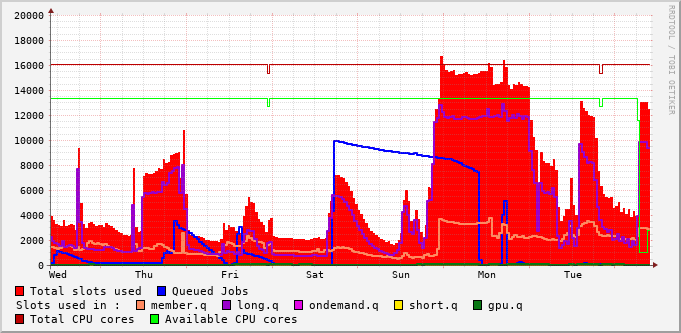 20000
18000
16000
14000
12000
10000
8000
6000
4000
2000
0
Wed Thu Fri Sat Sun Mon Tue
RRDTOOL / TOBI OETIKER
Total slots used Queued Jobs
Slots used in : member.q long.q ondemand.q short.q gpu.q
Total CPU cores Available CPU cores